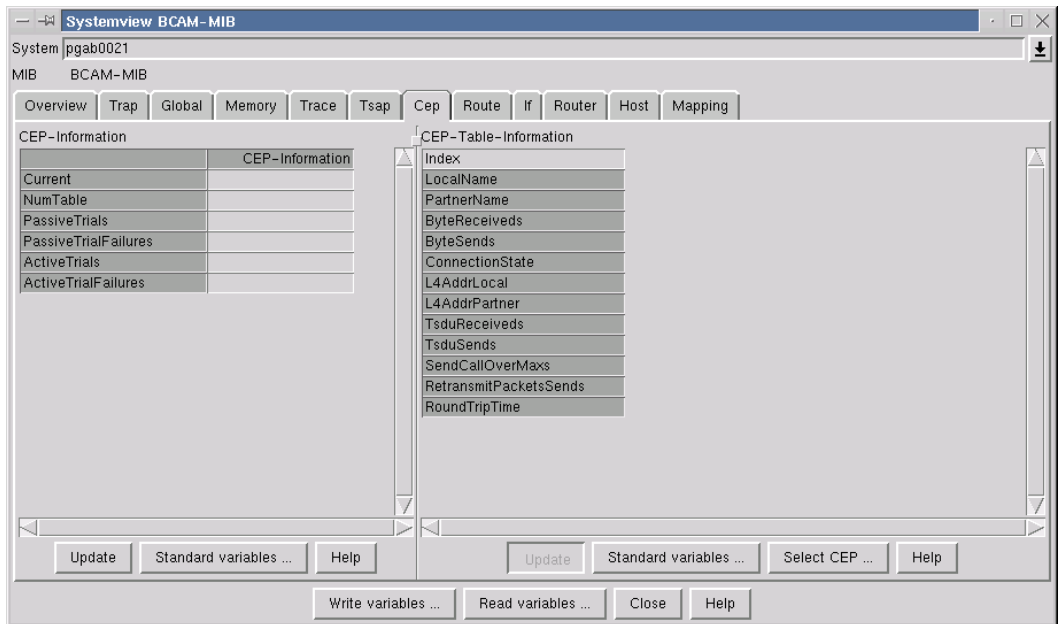 Systemview BCAM-MIB
System pgab0021
MIB BCAM-MIB
Overview Trap Global Memory Trace Tsap Cep Route If Router Host Mapping
CEP-Information
CEP-Information
Current
NumTable
PassiveTrials
PassiveTrialFailures
ActiveTrials
ActiveTrialFailures
Update Standard variables ... Help
CEP-Table-Information
Index
LocalName
PartnerName
ByteReceiveds
ByteSends
ConnectionState
L4AddrLocal
L4AddrPartner
TsduReceiveds
TsduSends
SendCallOverMaxs
RetransmitPacketsSends
RoundTripTime
Update Standard variables ... Select CEP ... Help
Write variables ... Read variables ... Close Help